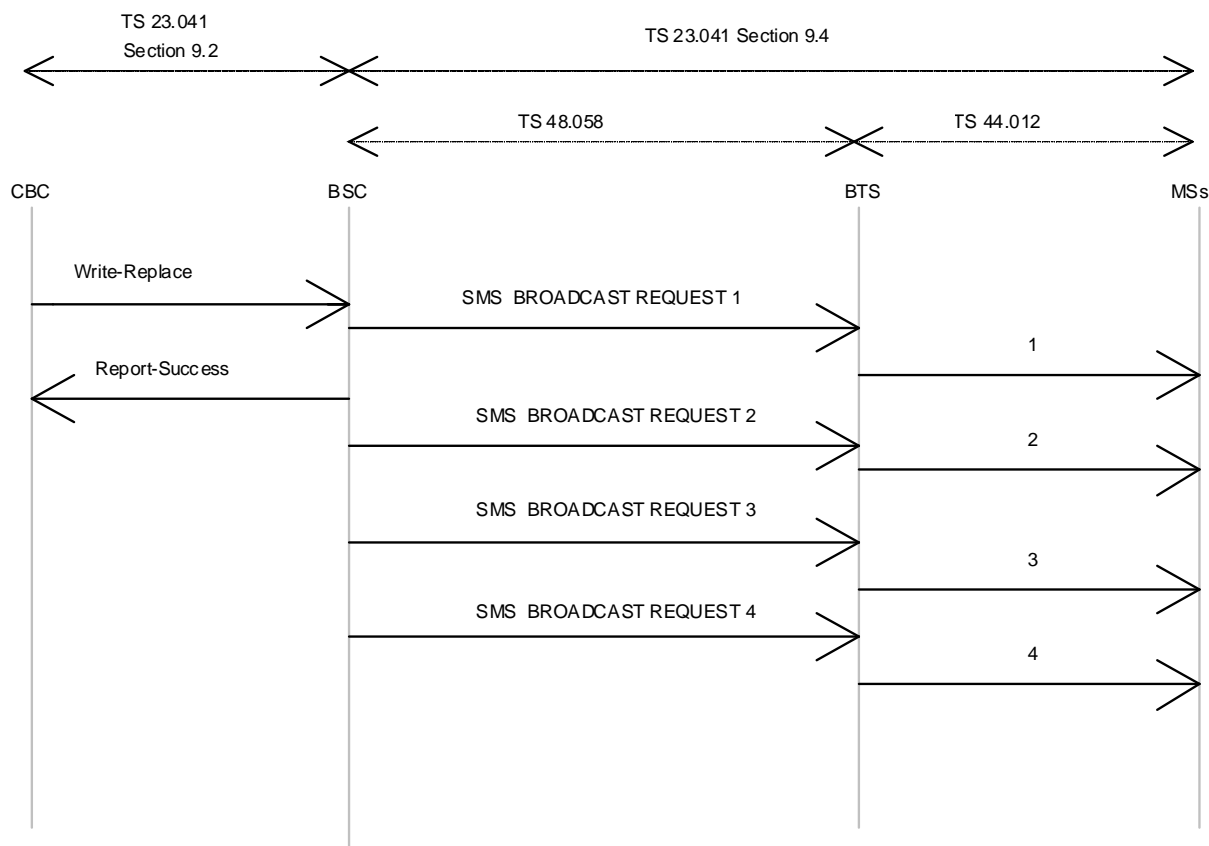 TS 23.041
Section 9.2
TS 23.041 Section 9.4
TS 48.058
TS 44.012
CBC
BSC
BTS
MSs
Write-Replace
SMS BROADCAST REQUEST 1
1
Report-Success
SMS BROADCAST REQUEST 2
2
SMS BROADCAST REQUEST 3
3
SMS BROADCAST REQUEST 4
4